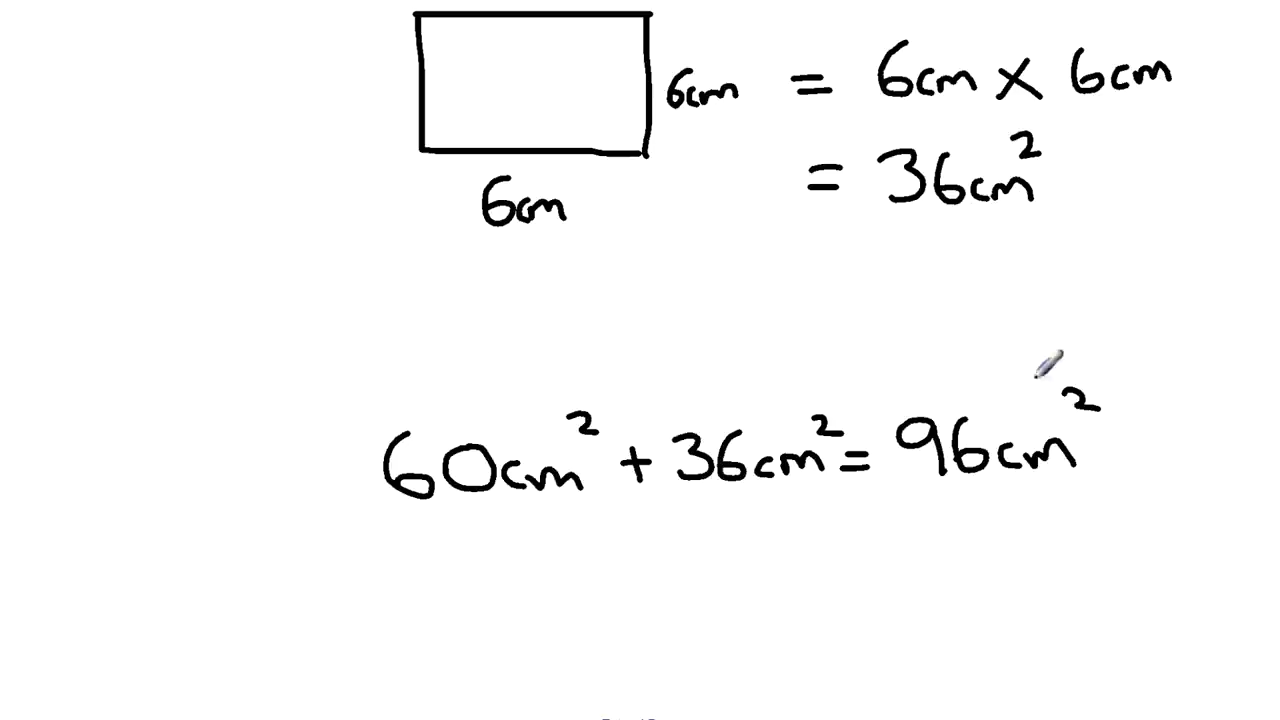 6cm = 6cm × 6cm
= 36cm²
6cm
60cm² + 36cm² = 96cm²